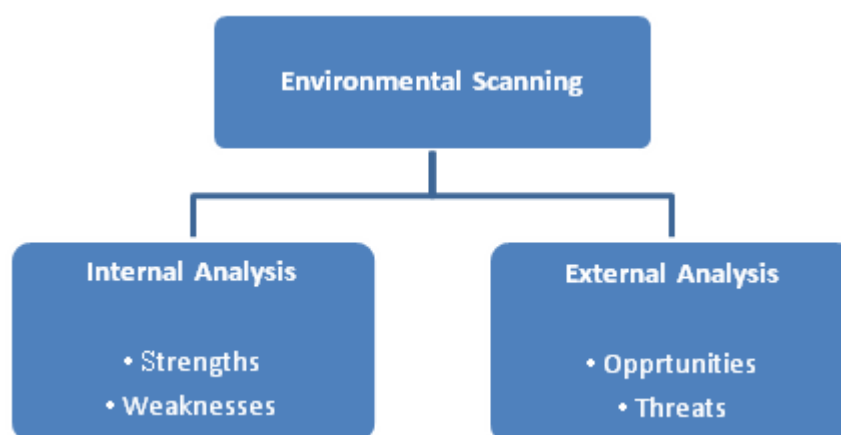 Environmental Scanning
Internal Analysis
• Strengths
• Weaknesses
External Analysis
• Opprtunities
• Threats